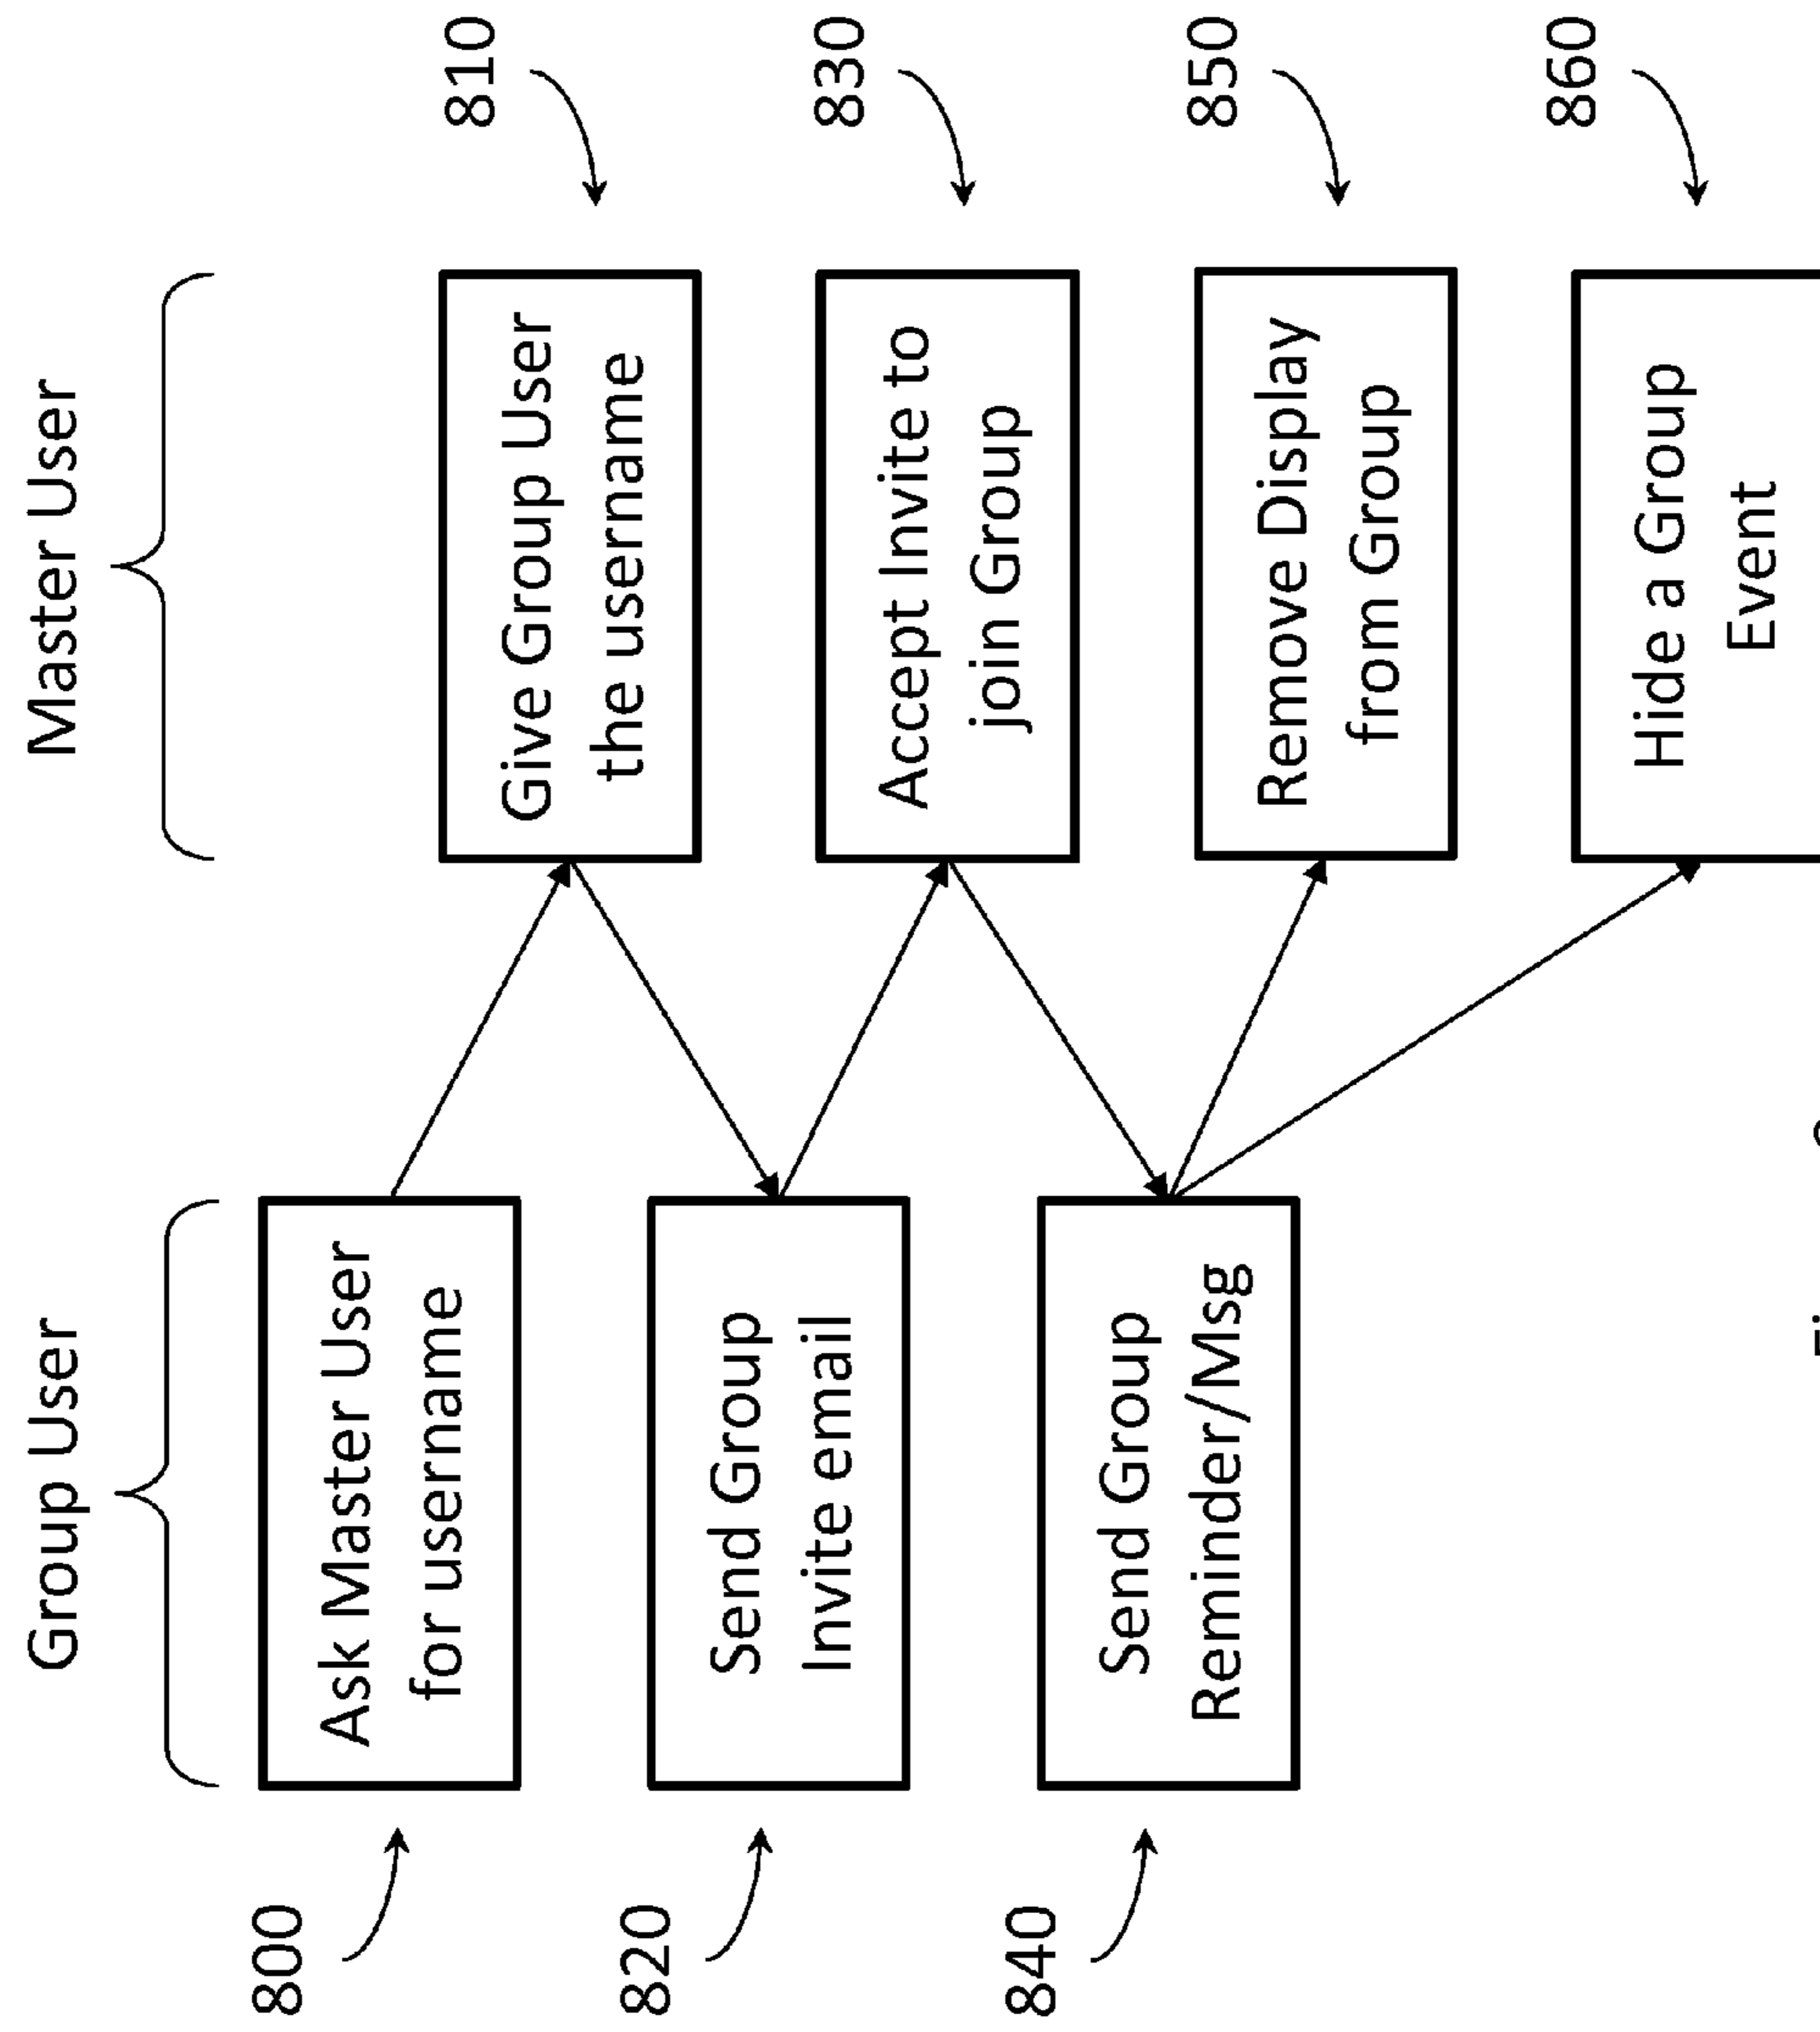 Group User
Master User
800
Ask Master User
for username
Give Group User
the username
810
820
Send Group
Invite email
Accept Invite to
join Group
830
840
Send Group
Reminder/Msg
Remove Display
from Group
850
Hide a Group
Event
860